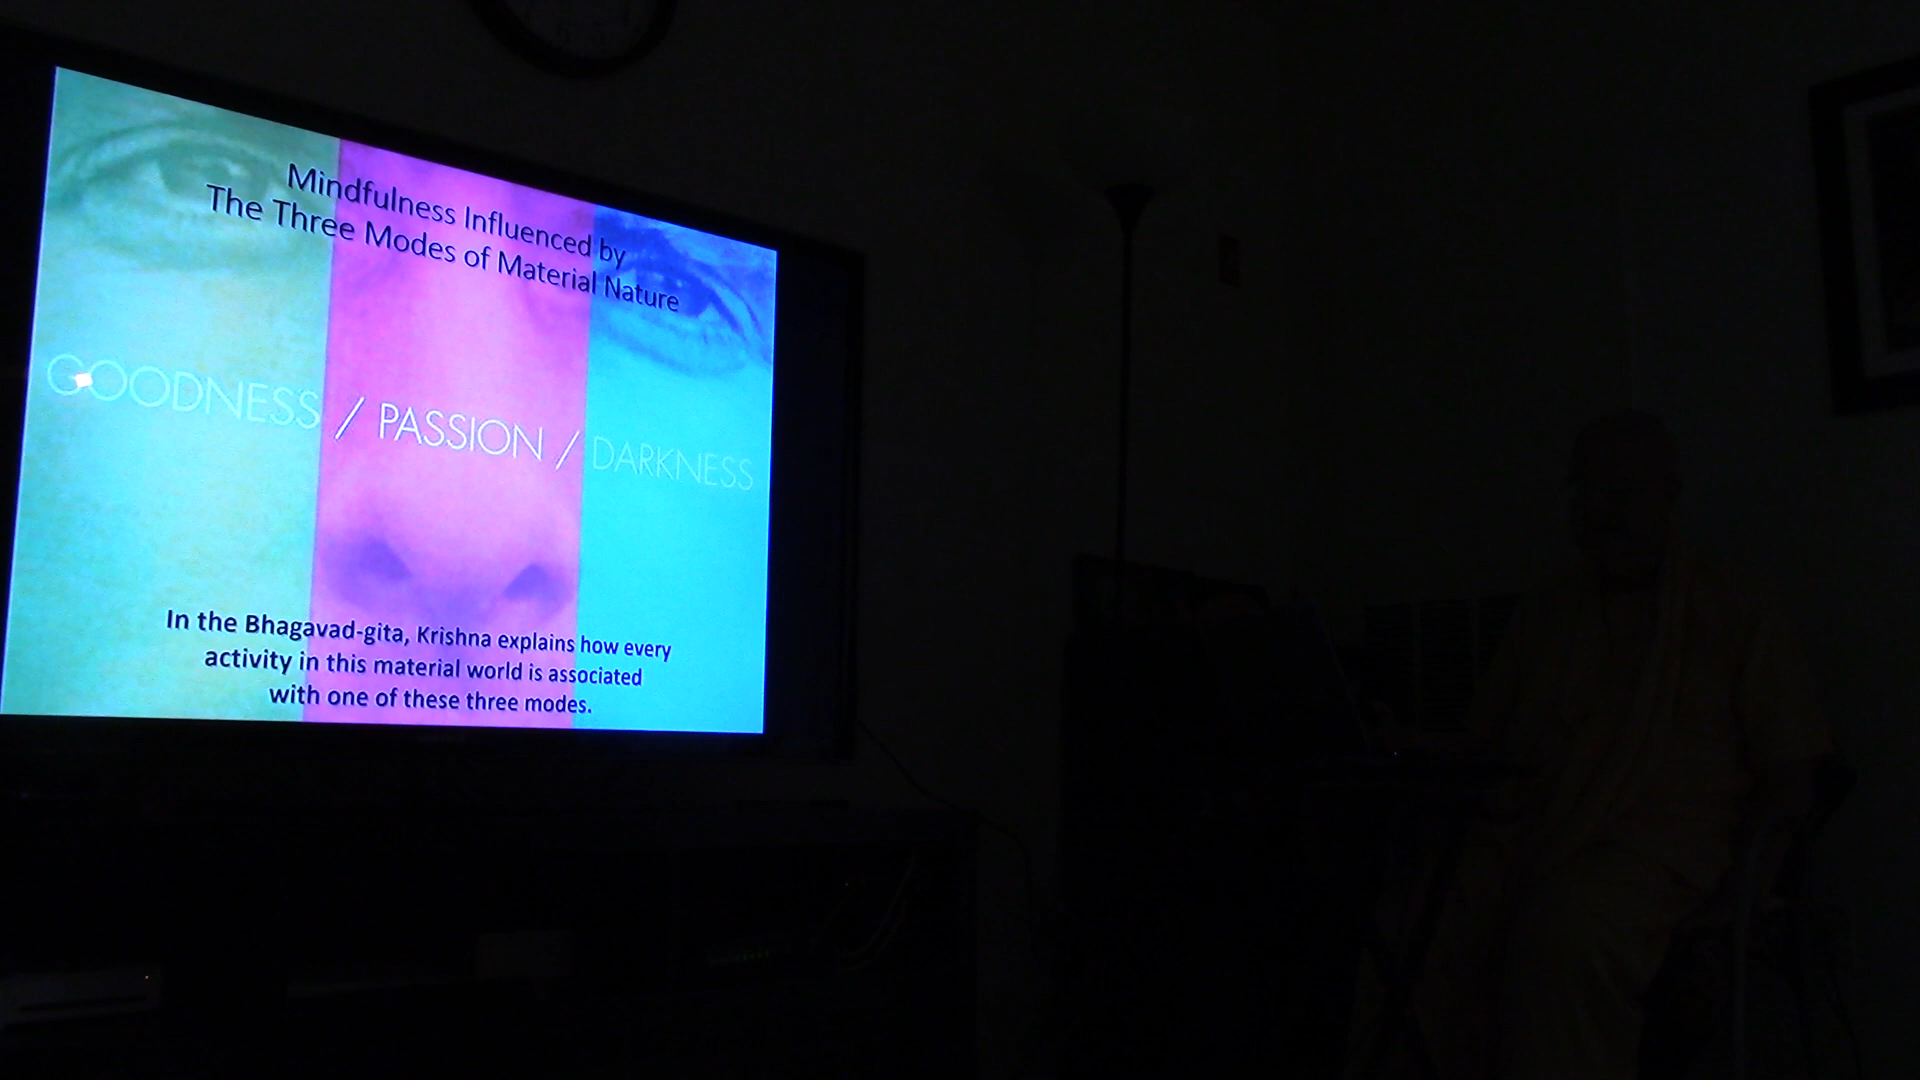 Mindfulness Influenced by
The Three Modes of Material Nature
GOODNESS / PASSION / DARKNESS
In the Bhagavad-gita, Krishna explains how every
activity in this material world is associated
with one of these three modes.